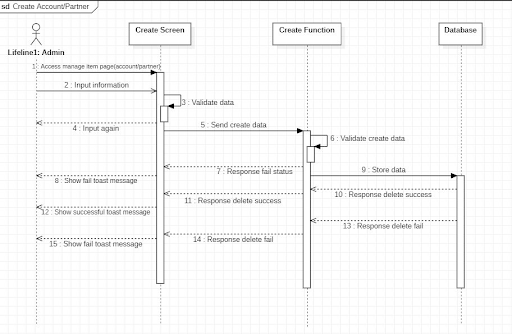 sd Create Account/Partner
Create Screen
Create Function
Database
Lifeline1: Admin
1 : Access manage item page(account/partner)
2 : Input information
3 : Validate data
4 : Input again
5 : Send create data
6 : Validate create data
7 : Response fail status
8 : Show fail toast message
9 : Store data
10 : Response delete success
11 : Response delete success
12 : Show successful toast message
13 : Response delete fail
14 : Response delete fail
15 : Show fail toast message